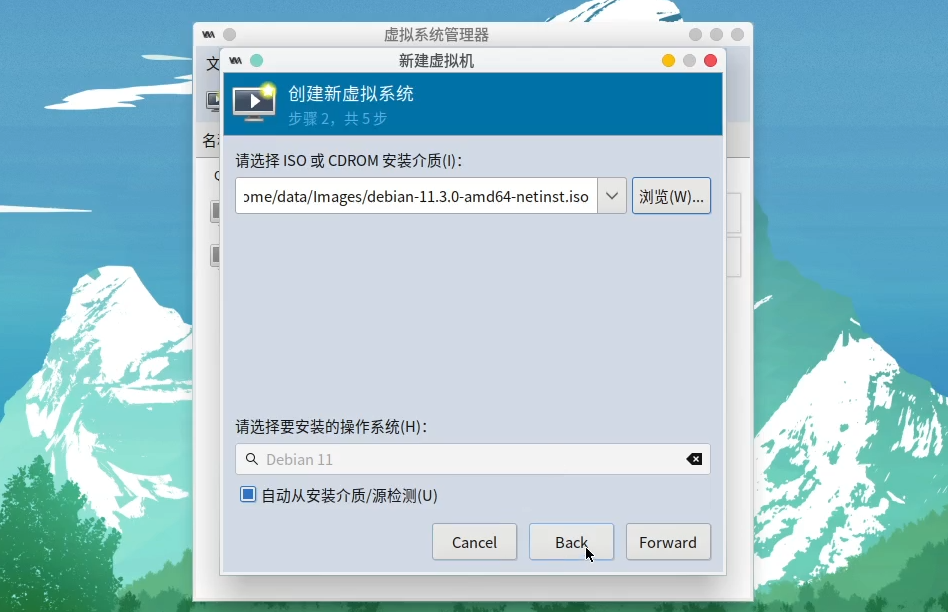 虚拟系统管理器
新建虚拟机
文
创建新虚拟系统
步骤 2，共 5 步
名
请选择 ISO 或 CDROM 安装介质(I)：
ome/data/Images/debian-11.3.0-amd64-netinst.iso
浏览(W)...
请选择要安装的操作系统(H)：
Debian 11
自动从安装介质/源检测(U)
Cancel
Back
Forward